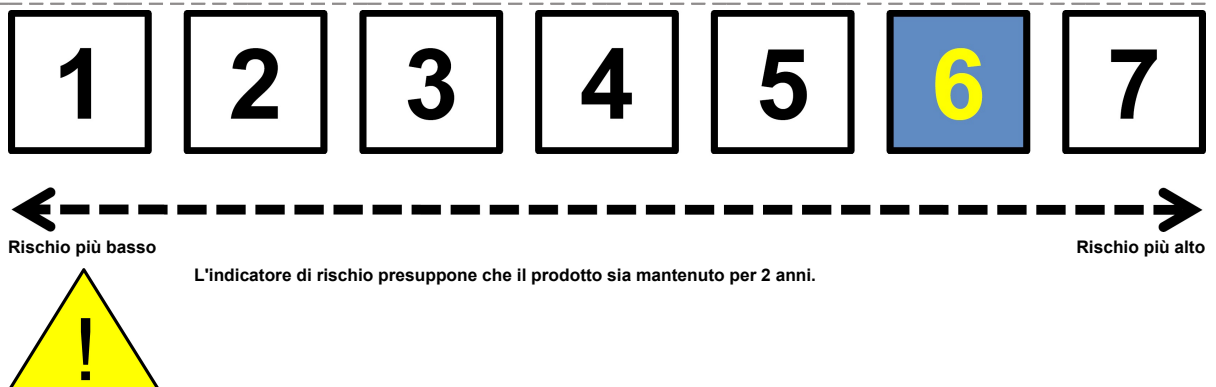 1 2 3 4 5 6 7
Rischio più basso Rischio più alto
L'indicatore di rischio presuppone che il prodotto sia mantenuto per 2 anni.
!